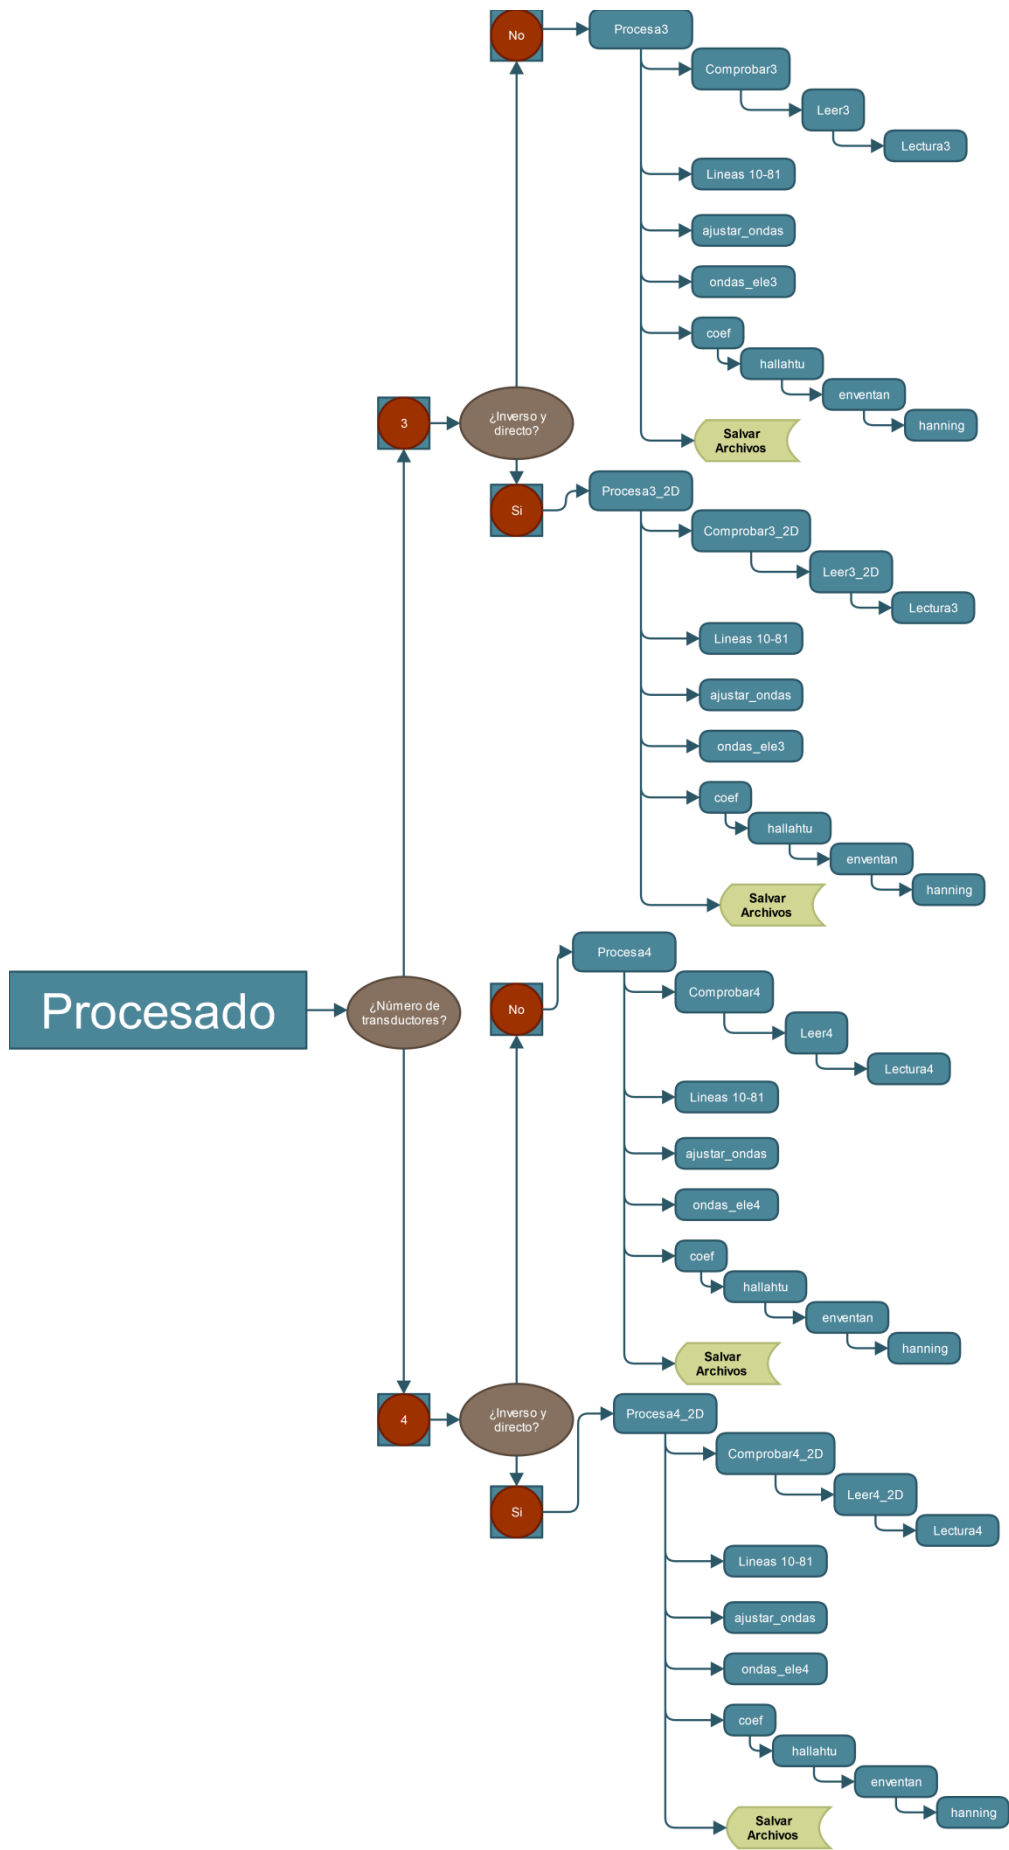 No
Procesa3
Comprobar3
Leer3
Lectura3
Lineas 10-81
ajustar_ondas
ondas_ele3
coef
hallahtu
enventan
hanning
Salvar
Archivos
3
¿Inverso y
directo?
Si
Procesa3_2D
Comprobar3_2D
Leer3_2D
Lectura3
Lineas 10-81
ajustar_ondas
ondas_ele3
coef
hallahtu
enventan
hanning
Salvar
Archivos
Procesado
¿Número de
transductores?
No
Procesa4
Comprobar4
Leer4
Lectura4
Lineas 10-81
ajustar_ondas
ondas_ele4
coef
hallahtu
enventan
hanning
Salvar
Archivos
4
¿Inverso y
directo?
Si
Procesa4_2D
Comprobar4_2D
Leer4_2D
Lectura4
Lineas 10-81
ajustar_ondas
ondas_ele4
coef
hallahtu
enventan
hanning
Salvar
Archivos